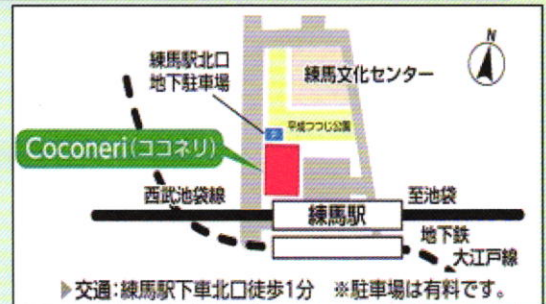 N
練馬駅北口
地下駐車場
練馬文化センター
P
平成つつじ公園
Coconeri(ココネリ)
西武池袋線
練馬駅
至池袋
地下鉄
大江戸線
▶交通:練馬駅下車北口徒歩1分 ※駐車場は有料です。